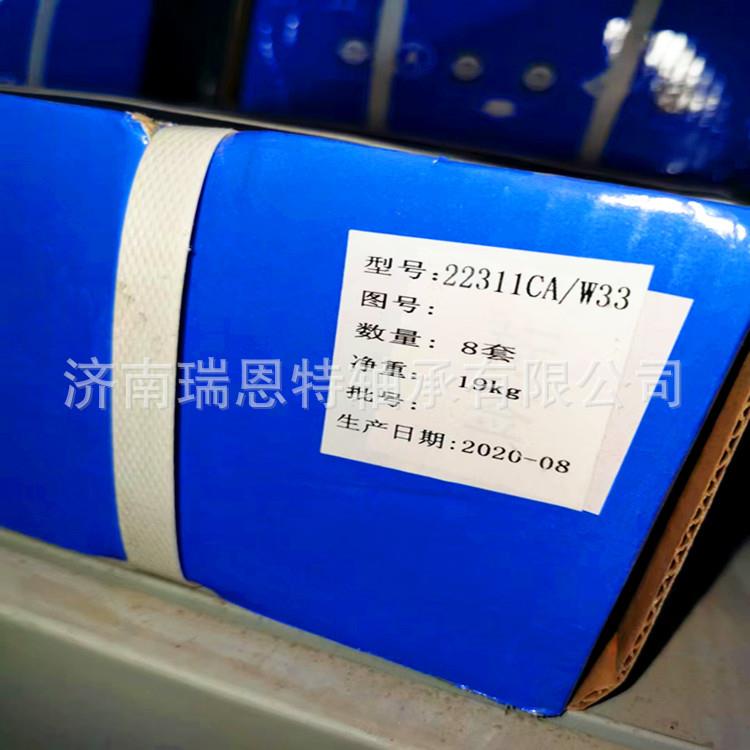 型号:22311CA/W33
图号:
数量: 8套
净重: 19kg
批号:
生产日期:2020-08
济南瑞恩特轴承有限公司